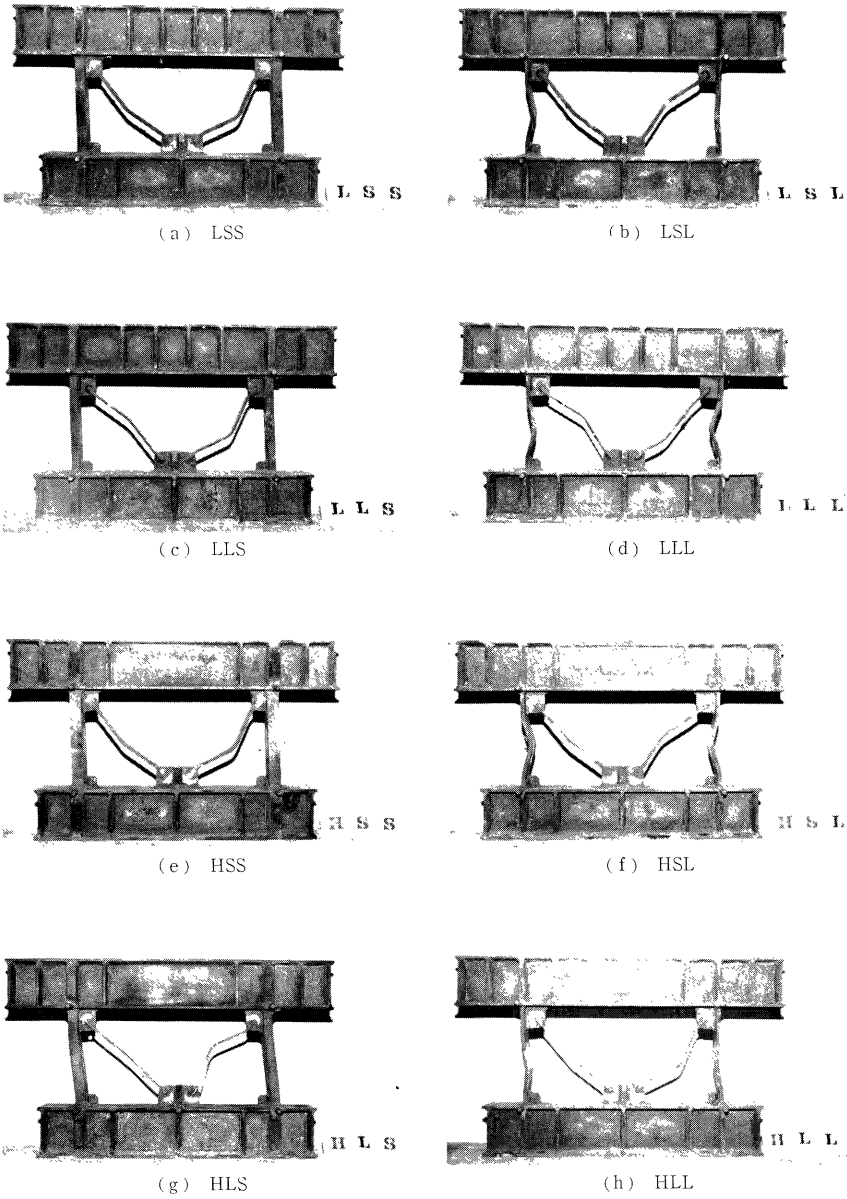 L S S
L S L
(a) LSS
(b) LSL
L L S
L L L
(c) LLS
(d) LLL
H S S
H S L
(e) HSS
(f) HSL
H L S
H L L
(g) HLS
(h) HLL